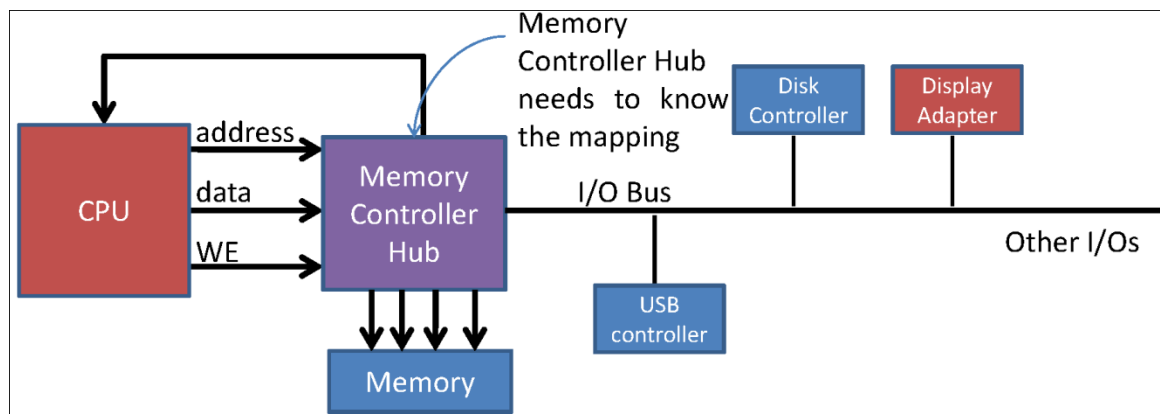 Memory
Controller Hub
needs to know
the mapping
address
data
WE
CPU
Memory
Controller
Hub
I/O Bus
Disk
Controller
Display
Adapter
Other I/Os
USB
controller
Memory